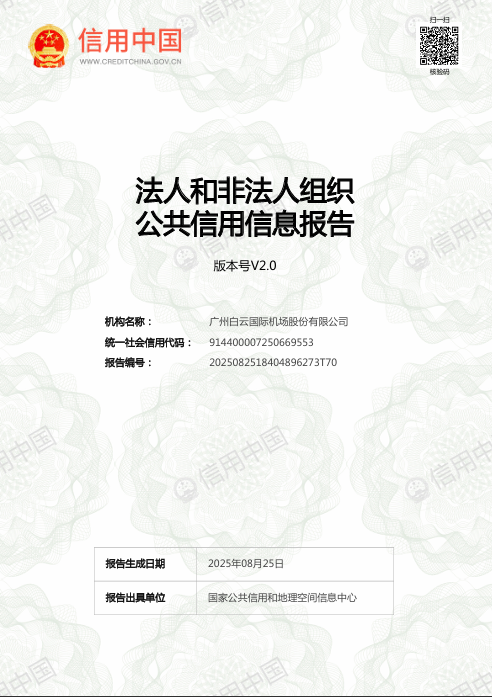 扫一扫
信用中国
WWW.CREDITCHINA.GOV.CN
核验码
法人和非法人组织
公共信用信息报告
版本号V2.0
机构名称： 广州白云国际机场股份有限公司
统一社会信用代码： 914400007250669553
报告编号： 2025082518404896273T70
报告生成日期 2025年08月25日
报告出具单位 国家公共信用和地理空间信息中心
信用中国